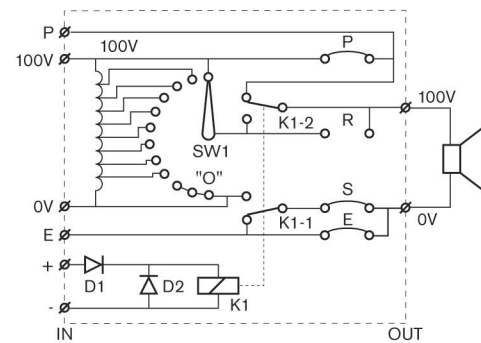 P
P
100V
100V
100V
K1-2
R
SW1
"O"
0V
S
0V
K1-1
E
E
+
D1
D2
K1
-
IN
OUT